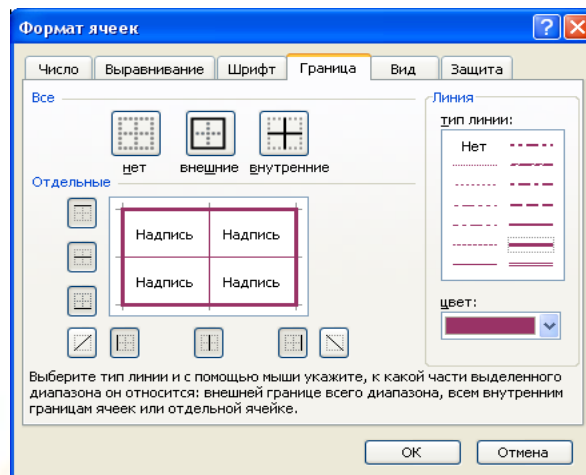 Формат ячеек
Число Выравнивание Шрифт Граница Вид Защита
Все
нет внешние внутренние
Отдельные
Надпись Надпись
Надпись Надпись
Линия
тип линии:
Нет
цвет:
Выберите тип линии и с помощью мыши укажите, к какой части выделенного
диапазона он относится: внешней границе всего диапазона, всем внутренним
границам ячеек или отдельной ячейке.
ОК Отмена